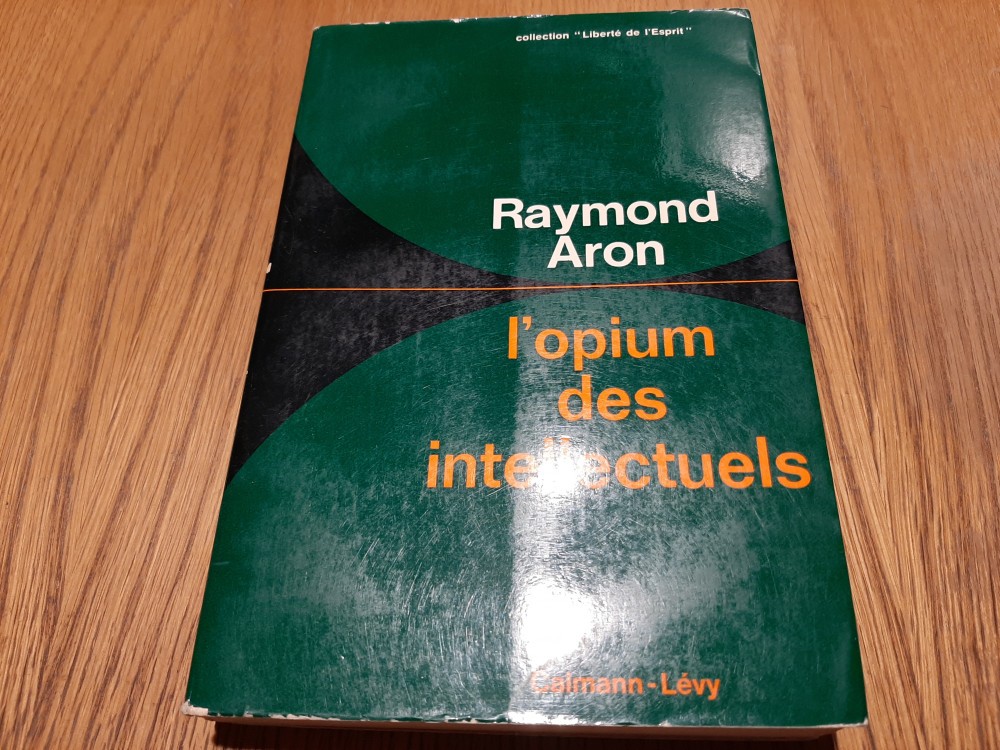 collection "Liberté de l'Esprit"
Raymond
Aron
l'opium
des
intellectuels
Calmann-Lévy